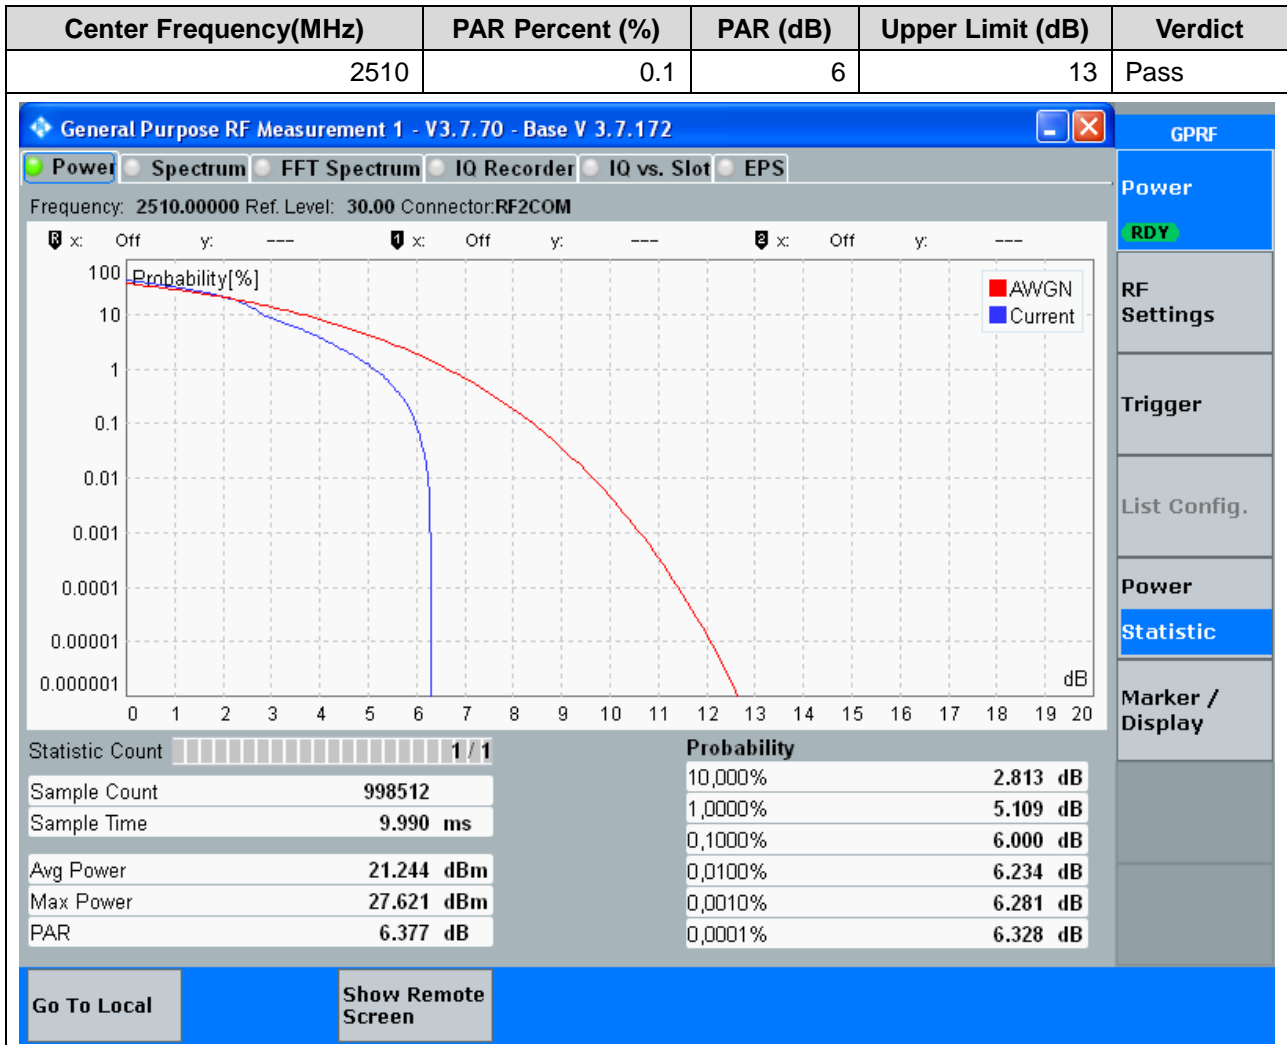 Center Frequency(MHz) PAR Percent (%) PAR (dB) Upper Limit (dB) Verdict
2510 0.1 6 13 Pass
General Purpose RF Measurement 1 - V3.7.70 - Base V 3.7.172
GPRF
Power Spectrum FFT Spectrum IQ Recorder IQ vs. Slot EPS
Power
RDY
Frequency: 2510.00000 Ref. Level: 30.00 Connector:RF2COM
R x: Off y: --- 1 x: Off y: --- 2 x: Off y: ---
Probability[%]
AWGN
Current
100
10
1
0.1
0.01
0.001
0.0001
0.00001
0.000001
dB
0 1 2 3 4 5 6 7 8 9 10 11 12 13 14 15 16 17 18 19 20
RF
Settings
Trigger
List Config.
Power
Statistic
Marker /
Display
Statistic Count 1 / 1
Sample Count 998512
Sample Time 9.990 ms
Avg Power 21.244 dBm
Max Power 27.621 dBm
PAR 6.377 dB
Probability
10,000% 2.813 dB
1,0000% 5.109 dB
0,1000% 6.000 dB
0,0100% 6.234 dB
0,0010% 6.281 dB
0,0001% 6.328 dB
Go To Local
Show Remote
Screen